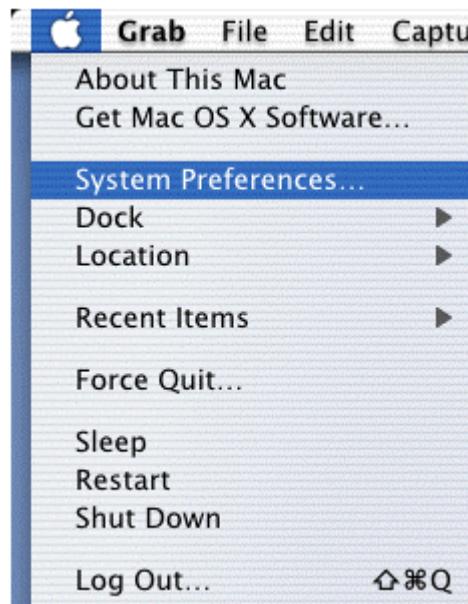 Grab File Edit Captu
About This Mac
Get Mac OS X Software...
System Preferences...
Dock
Location
Recent Items
Force Quit...
Sleep
Restart
Shut Down
Log Out... ⇧⌘Q